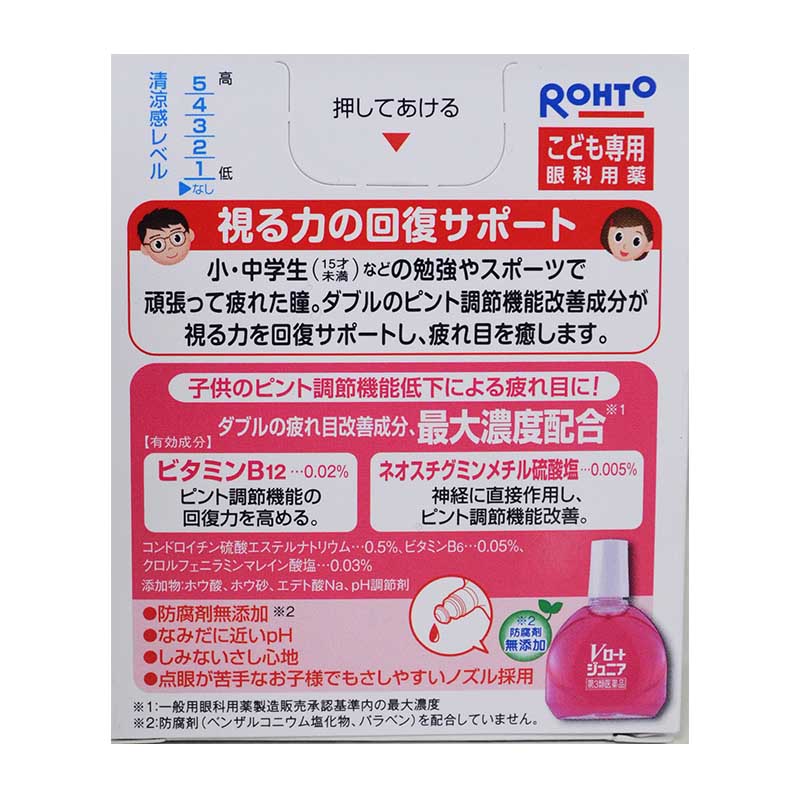 清涼感レベル
高
5
4
3
2
1
低
なし
押してあける
ROHTO
こども専用
眼科用薬
視る力の回復サポート
小・中学生(15才未満)などの勉強やスポーツで
頑張って疲れた瞳。ダブルのピント調節機能改善成分が
視る力を回復サポートし、疲れ目を癒します。
子供のピント調節機能低下による疲れ目に!
ダブルの疲れ目改善成分、最大濃度配合※1
【有効成分】
ビタミンB12…0.02%
ピント調節機能の
回復力を高める。
ネオスチグミンメチル硫酸塩…0.005%
神経に直接作用し、
ピント調節機能改善。
コンドロイチン硫酸エステルナトリウム…0.5%、ビタミンB6…0.05%、
クロルフェニラミンマレイン酸塩…0.03%
添加物:ホウ酸、ホウ砂、エデト酸Na、pH調節剤
●防腐剤無添加※2
●なみだに近いpH
●しみないさし心地
●点眼が苦手なお子様でもさしやすいノズル採用
※2
防腐剤
無添加
Vロート
ジュニア
第3類医薬品
※1:一般用眼科用薬製造販売承認基準内の最大濃度
※2:防腐剤(ベンザルコニウム塩化物、パラベン)を配合していません。